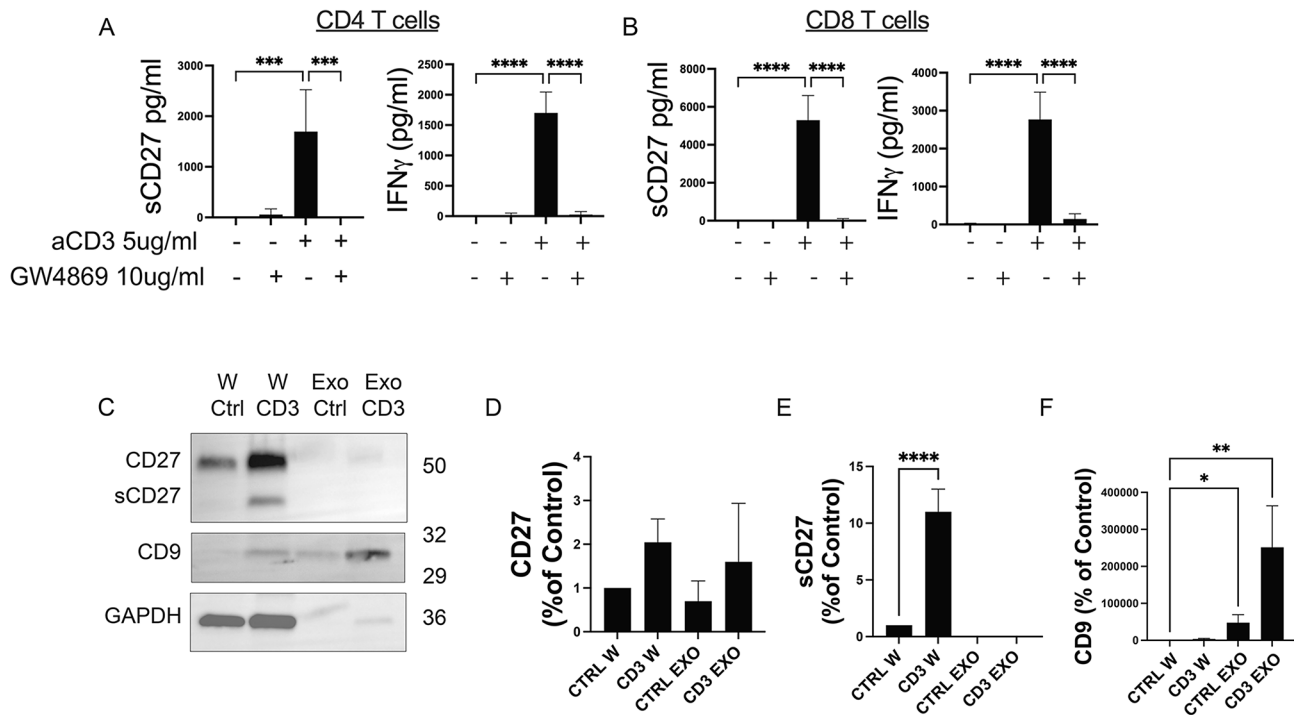 A
CD4 T cells
B
CD8 T cells
sCD27 pg/ml
3000
2000
1000
0
*** ***
IFNγ (pg/ml)
2500
2000
1500
1000
500
0
**** ****
sCD27 pg/ml
8000
6000
4000
2000
0
**** ****
IFNγ (pg/ml)
4000
3000
2000
1000
0
**** ****
aCD3 5ug/ml - - + + - - + + - - + + - - + +
GW4869 10ug/ml - + - + - + - + - + - + - + - +
C
W Ctrl
W CD3
Exo Ctrl
Exo CD3
CD27
sCD27
CD9
GAPDH
50
32
29
36
D
CD27
(%of Control)
4
3
2
1
0
CTRL W
CD3 W
CTRL EXO
CD3 EXO
E
sCD27
(%of Control)
15
10
5
0
****
CTRL W
CD3 W
CTRL EXO
CD3 EXO
F
CD9 (% of Control)
400000
300000
200000
100000
0
**
*
CTRL W
CD3 W
CTRL EXO
CD3 EXO